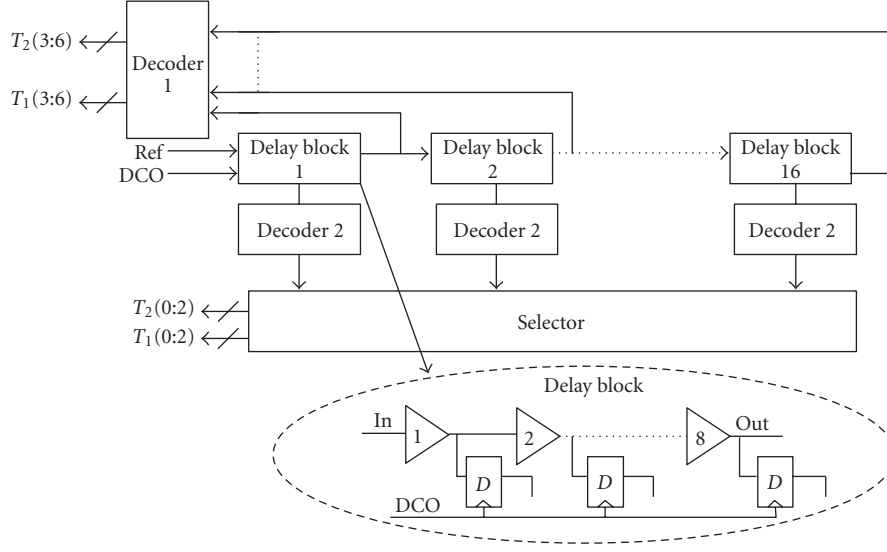 T2(3:6)
T1(3:6)
Decoder
1
Ref
DCO
Delay block
1
Delay block
2
Delay block
16
Decoder 2
Decoder 2
Decoder 2
T2(0:2)
T1(0:2)
Selector
Delay block
In
1
2
8
Out
D
D
D
DCO